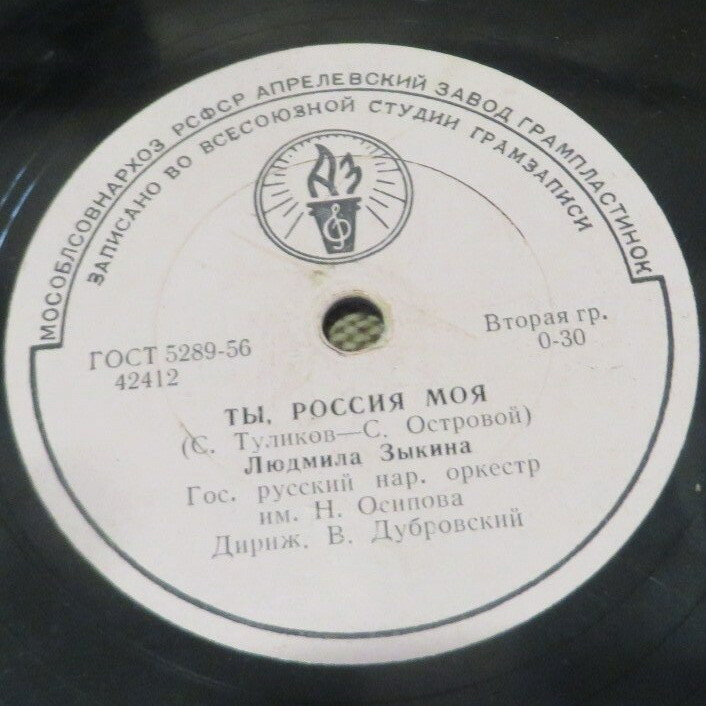 МОСОБЛСОВНАРХОЗ РСФСР АПРЕЛЕВСКИЙ ЗАВОД ГРАМПЛАСТИНОК
ЗАПИСАНО ВО ВСЕСОЮЗНОЙ СТУДИИ ГРАМЗАПИСИ
АЗ
ГОСТ 5289-56
42412
Вторая гр.
0-30
ТЫ, РОССИЯ МОЯ
(С. Туликов—С. Островой)
Людмила Зыкина
Гос. русский нар. оркестр
им. Н. Осипова
Дириж. В. Дубровский